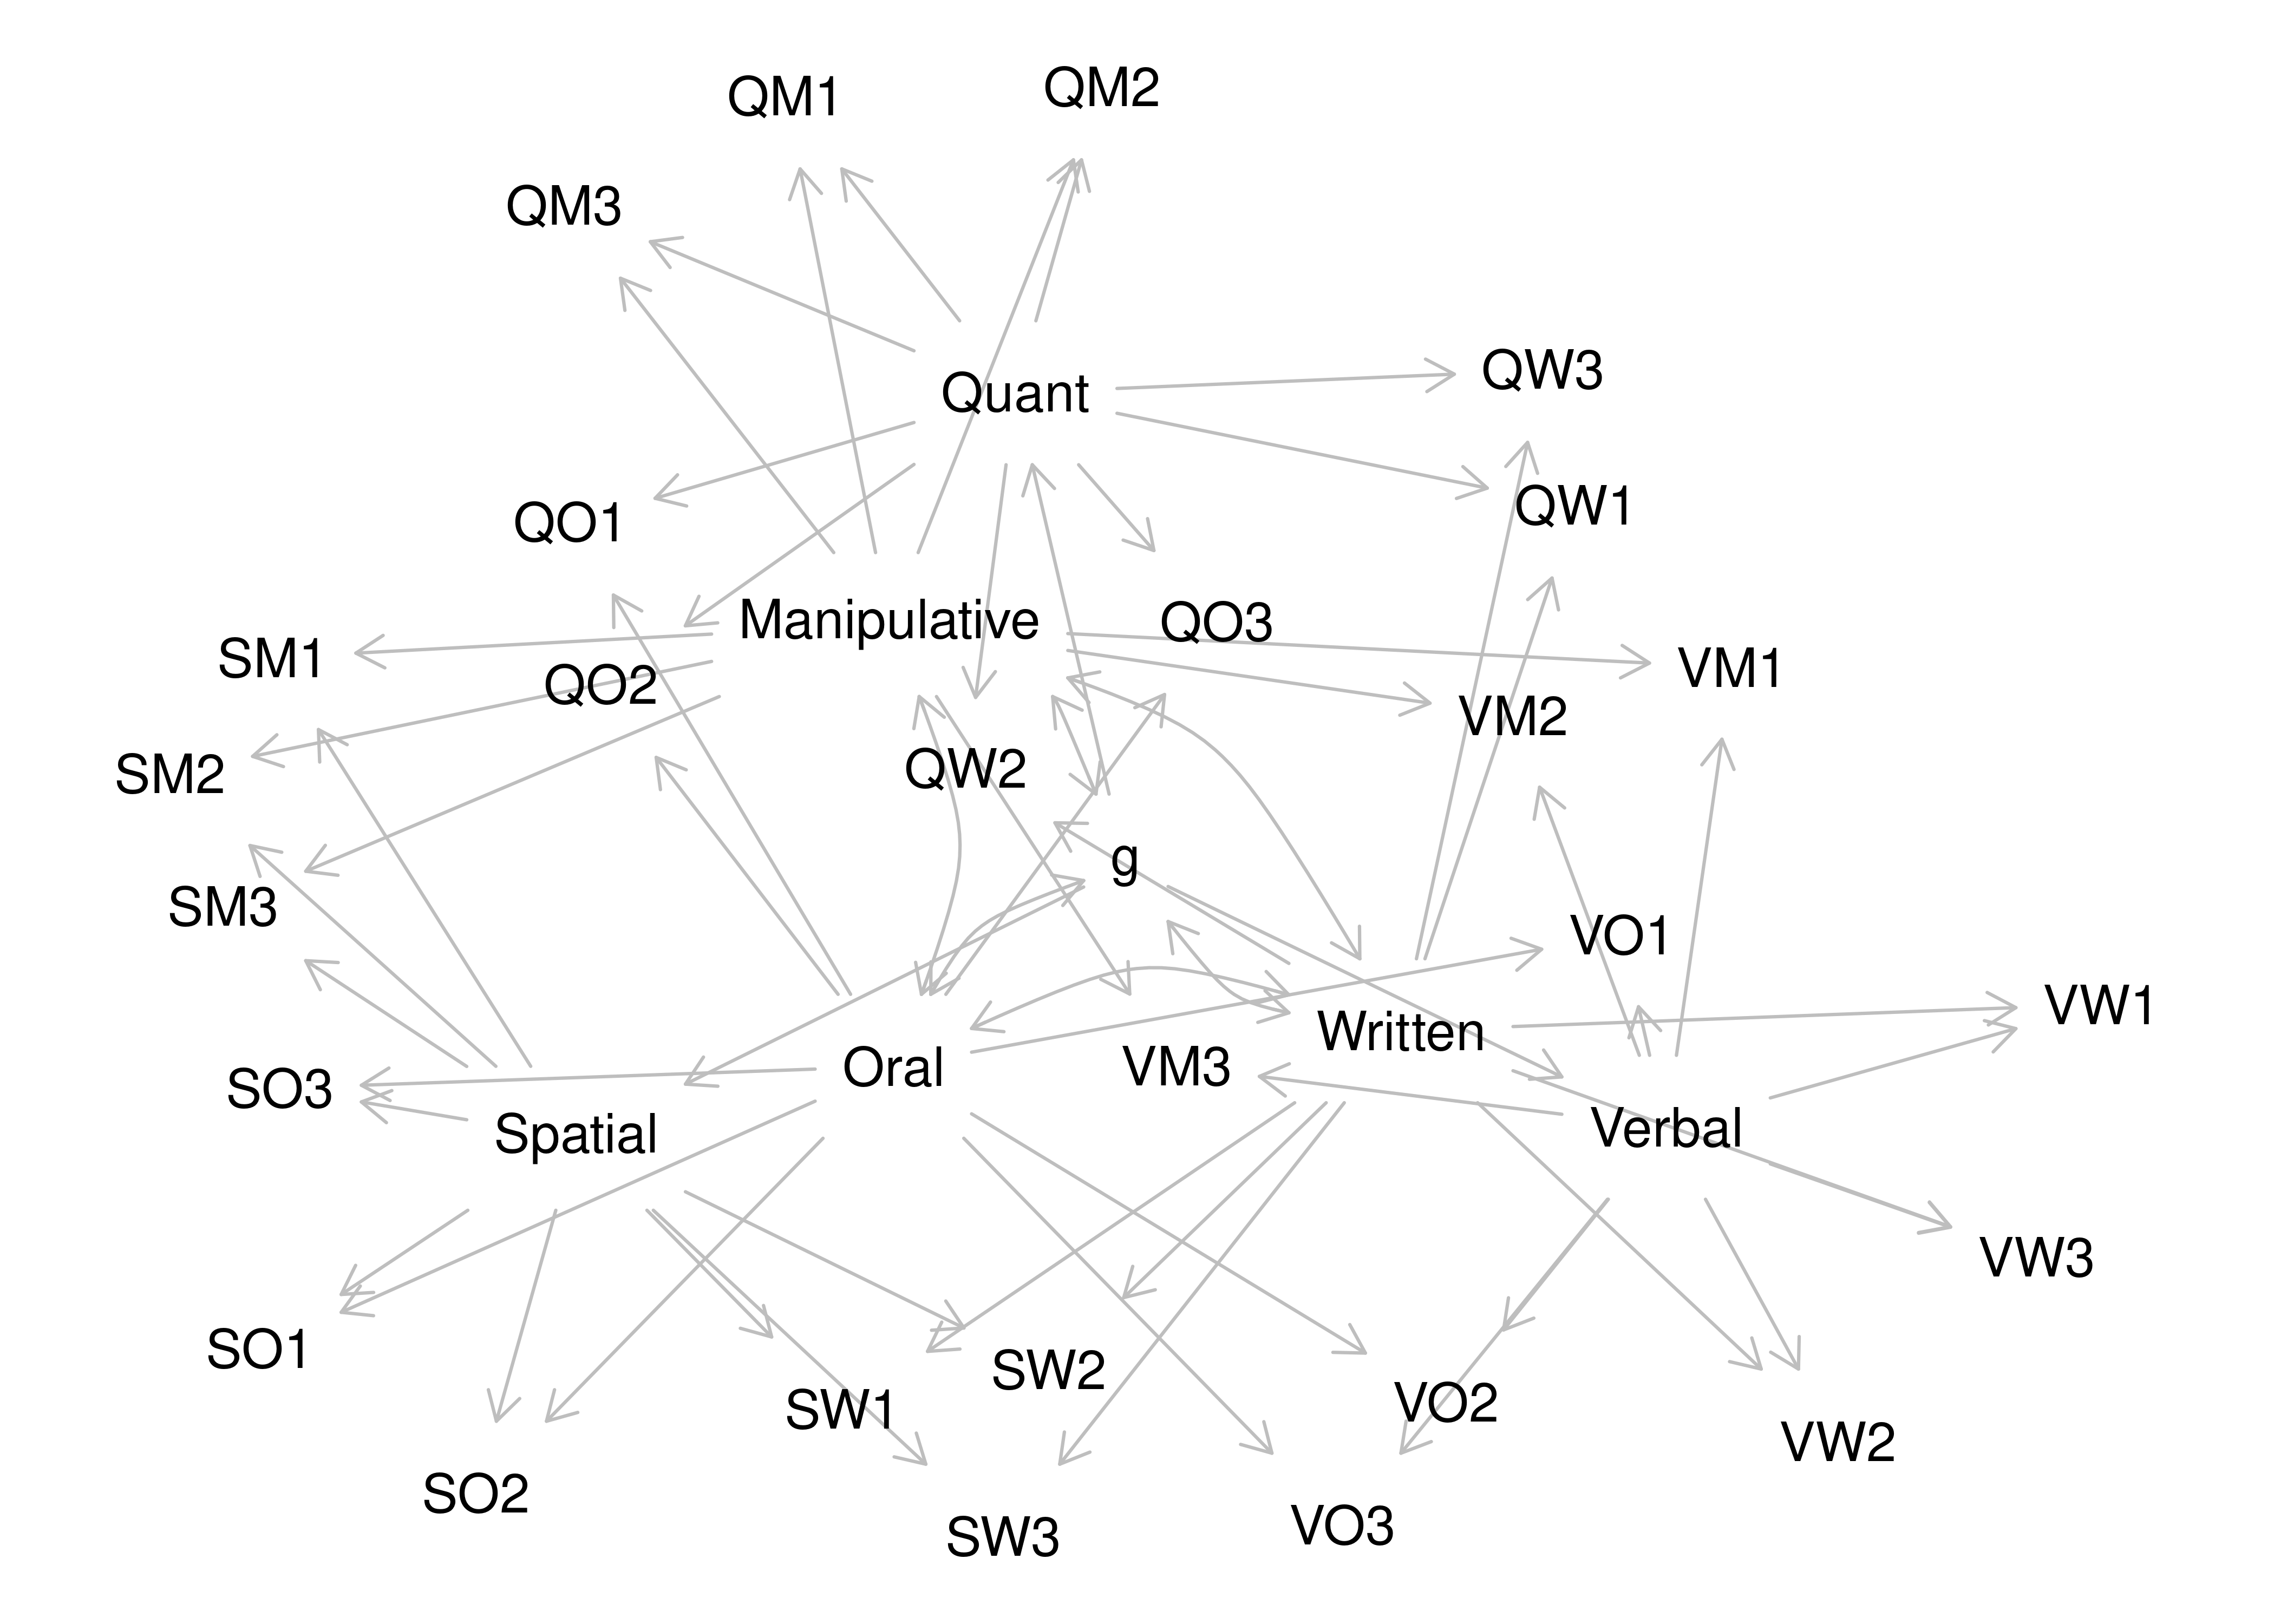 QM2
QM1
QM3
QW3
Quant
QW1
QO1
Manipulative
QO3
SM1
VM1
QO2
VM2
QW2
SM2
g
SM3
VO1
VW1
Written
Oral
VM3
SO3
Verbal
Spatial
VW3
SO1
SW2
VO2
SW1
VW2
SO2
VO3
SW3